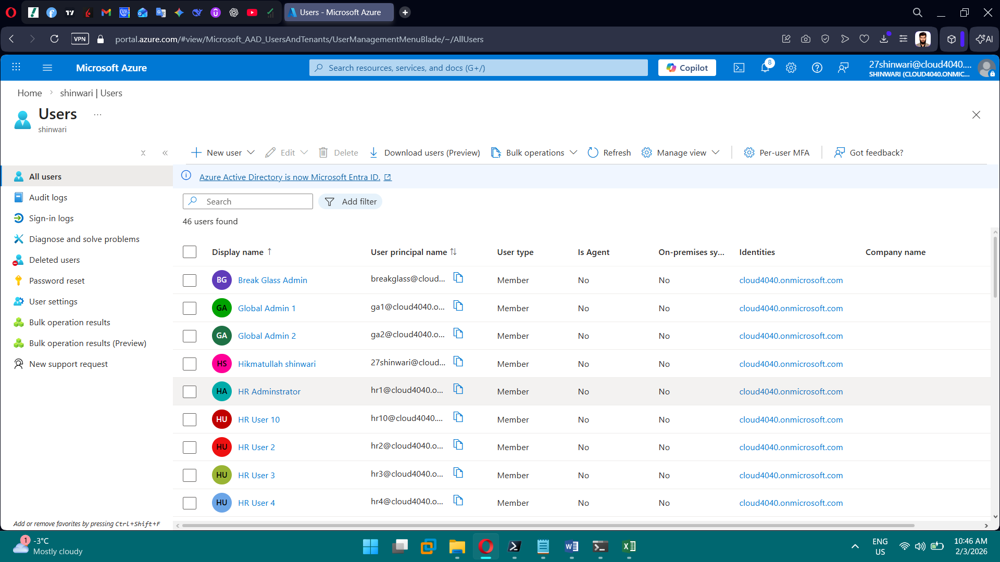 Users - Microsoft Azure
VPN
portal.azure.com/#view/Microsoft_AAD_UsersAndTenants/UserManagementMenuBlade/~/AllUsers
AI
Microsoft Azure
Search resources, services, and docs (G+/)
Copilot
8
27shinwari@cloud4040....
SHINWARI (CLOUD4040.ONMIC...
Home
shinwari | Users
Users
...
shinwari
New user
Edit
Delete
Download users (Preview)
Bulk operations
Refresh
Manage view
Per-user MFA
Got feedback?
All users
Audit logs
Sign-in logs
Diagnose and solve problems
Deleted users
Password reset
User settings
Bulk operation results
Bulk operation results (Preview)
New support request
Add or remove favorites by pressing Ctrl+Shift+F
Azure Active Directory is now Microsoft Entra ID.
Search
Add filter
46 users found
Display name ↑ User principal name ↑↓ User type Is Agent On-premises sy... Identities Company name
BG Break Glass Admin breakglass@cloud... Member No No cloud4040.onmicrosoft.com
GA Global Admin 1 ga1@cloud4040.o... Member No No cloud4040.onmicrosoft.com
GA Global Admin 2 ga2@cloud4040.o... Member No No cloud4040.onmicrosoft.com
HS Hikmatullah shinwari 27shinwari@cloud... Member No No cloud4040.onmicrosoft.com
HA HR Adminstrator hr1@cloud4040.o... Member No No cloud4040.onmicrosoft.com
HU HR User 10 hr10@cloud4040.... Member No No cloud4040.onmicrosoft.com
HU HR User 2 hr2@cloud4040.o... Member No No cloud4040.onmicrosoft.com
HU HR User 3 hr3@cloud4040.o... Member No No cloud4040.onmicrosoft.com
HU HR User 4 hr4@cloud4040.o... Member No No cloud4040.onmicrosoft.com
1
-3°C
Mostly cloudy
ENG
US
10:46 AM
2/3/2026